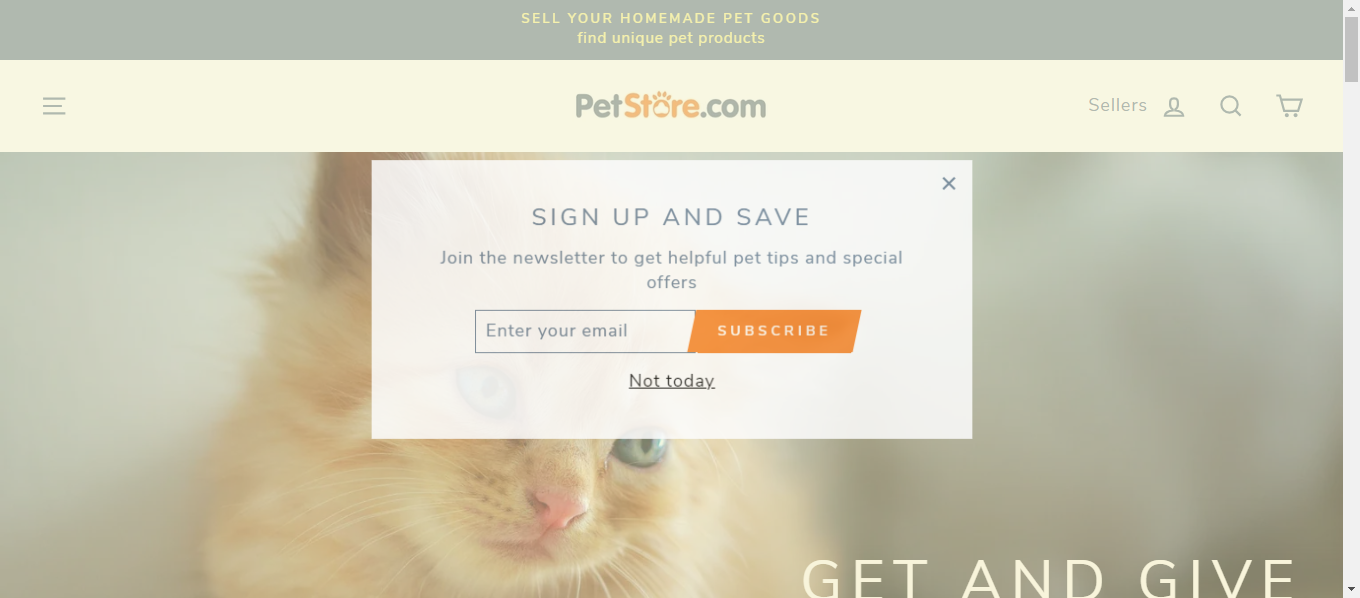 SELL YOUR HOMEMADE PET GOODS
find unique pet products
PetStore.com
Sellers
SIGN UP AND SAVE
Join the newsletter to get helpful pet tips and special
offers
Enter your email
SUBSCRIBE
Not today
GET AND GIVE